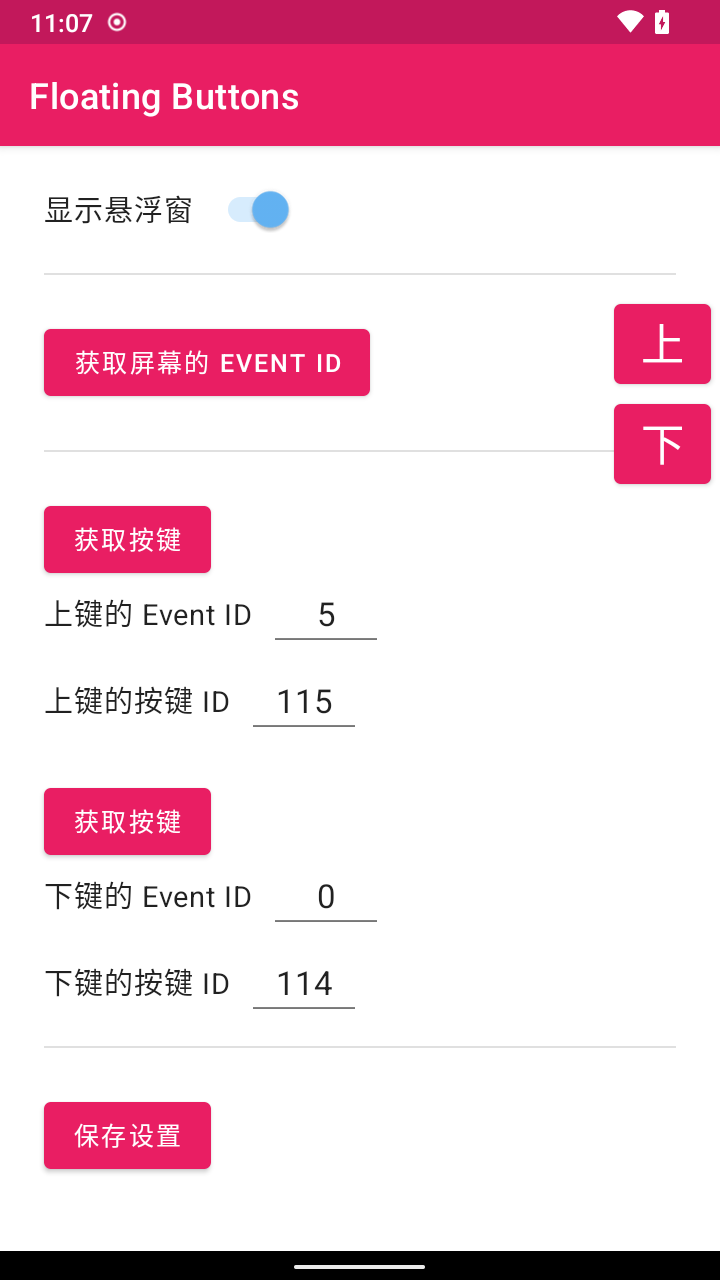 11:07
Floating Buttons
显示悬浮窗
上
获取屏幕的 EVENT ID
下
获取按键
上键的 Event ID 5
上键的按键 ID 115
获取按键
下键的 Event ID 0
下键的按键 ID 114
保存设置